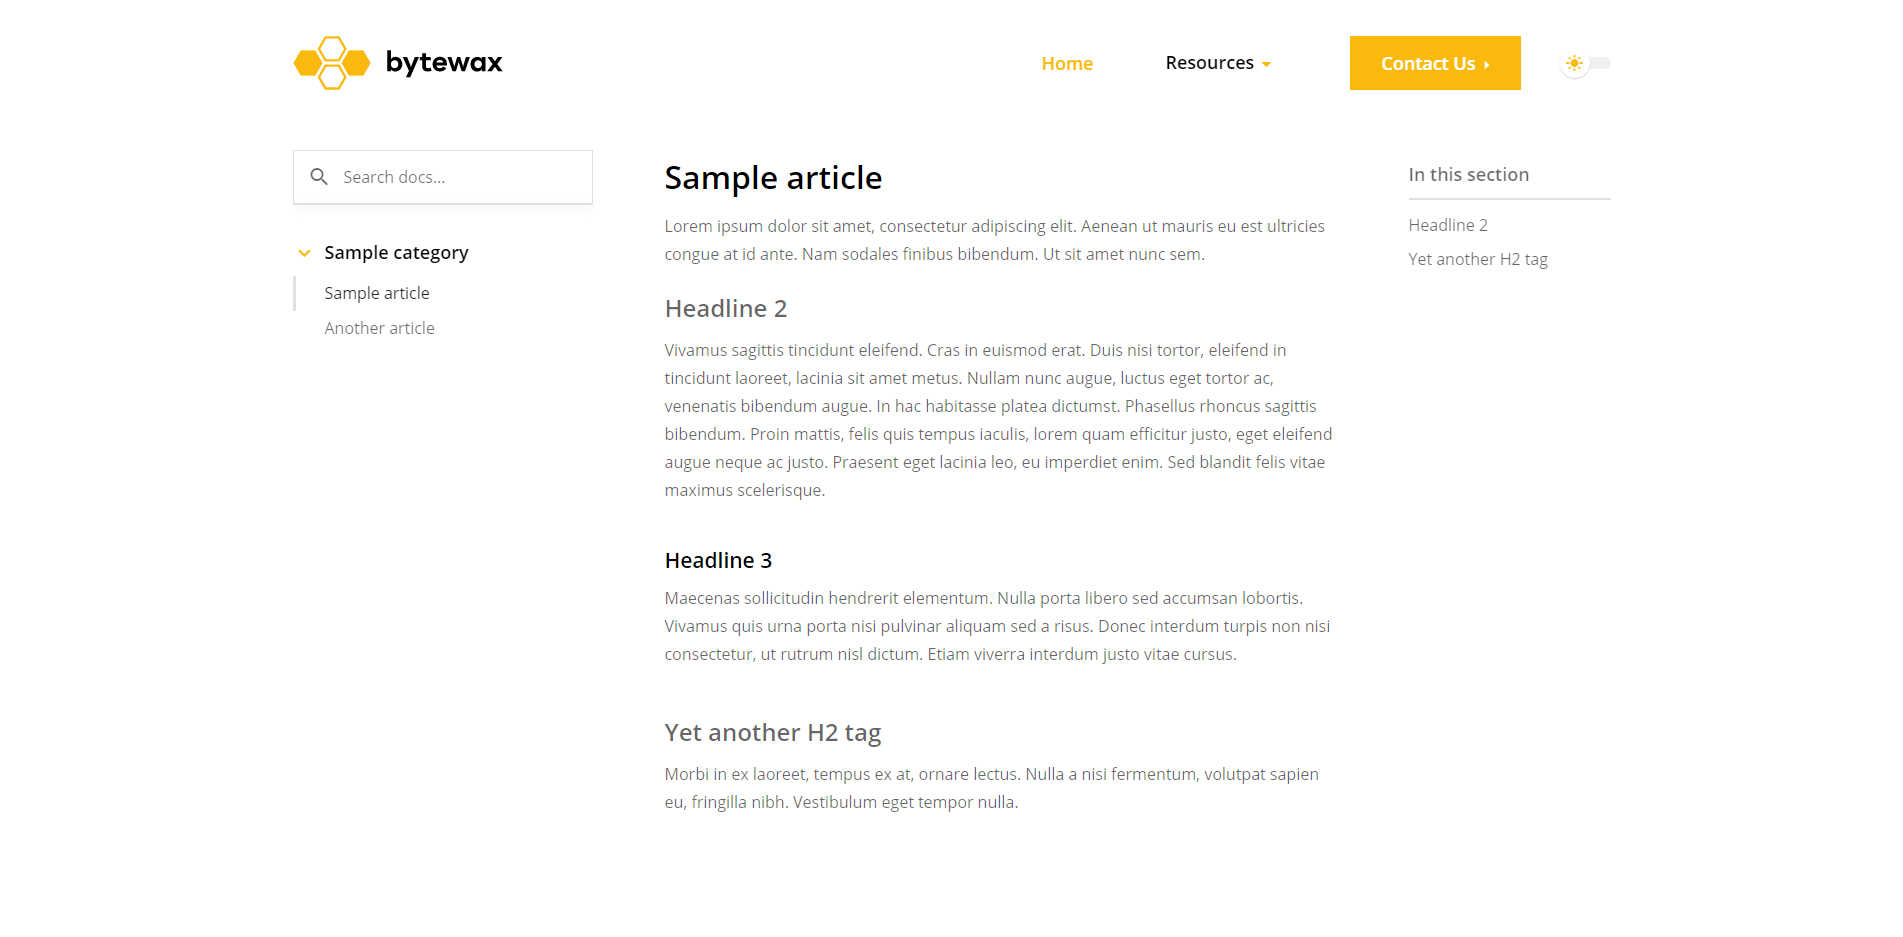 bytewax
Home
Resources
Contact Us
Search docs...
Sample category
Sample article
Another article
Sample article
Lorem ipsum dolor sit amet, consectetur adipiscing elit. Aenean ut mauris eu est ultricies
congue at id ante. Nam sodales finibus bibendum. Ut sit amet nunc sem.
Headline 2
Vivamus sagittis tincidunt eleifend. Cras in euismod erat. Duis nisi tortor, eleifend in
tincidunt laoreet, lacinia sit amet metus. Nullam nunc augue, luctus eget tortor ac,
venenatis bibendum augue. In hac habitasse platea dictumst. Phasellus rhoncus sagittis
bibendum. Proin mattis, felis quis tempus iaculis, lorem quam efficitur justo, eget eleifend
augue neque ac justo. Praesent eget lacinia leo, eu imperdiet enim. Sed blandit felis vitae
maximus scelerisque.
Headline 3
Maecenas sollicitudin hendrerit elementum. Nulla porta libero sed accumsan lobortis.
Vivamus quis urna porta nisi pulvinar aliquam sed a risus. Donec interdum turpis non nisi
consectetur, ut rutrum nisl dictum. Etiam viverra interdum justo vitae cursus.
Yet another H2 tag
Morbi in ex laoreet, tempus ex at, ornare lectus. Nulla a nisi fermentum, volutpat sapien
eu, fringilla nibh. Vestibulum eget tempor nulla.
In this section
Headline 2
Yet another H2 tag